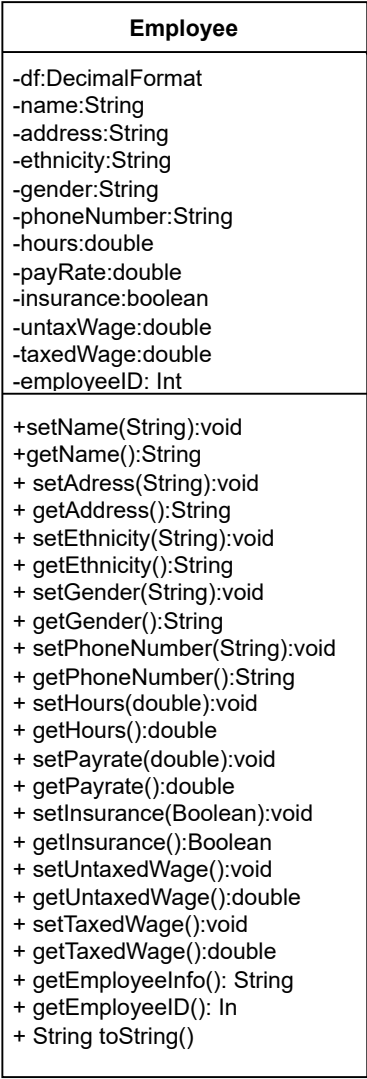 Employee
-df:DecimalFormat
-name:String
-address:String
-ethnicity:String
-gender:String
-phoneNumber:String
-hours:double
-payRate:double
-insurance:boolean
-untaxWage:double
-taxedWage:double
-employeeID: Int
+setName(String):void
+getName():String
+ setAdress(String):void
+ getAddress():String
+ setEthnicity(String):void
+ getEthnicity():String
+ setGender(String):void
+ getGender():String
+ setPhoneNumber(String):void
+ getPhoneNumber():String
+ setHours(double):void
+ getHours():double
+ setPayrate(double):void
+ getPayrate():double
+ setInsurance(Boolean):void
+ getInsurance():Boolean
+ setUntaxedWage():void
+ getUntaxedWage():double
+ setTaxedWage():void
+ getTaxedWage():double
+ getEmployeeInfo(): String
+ getEmployeeID(): In
+ String toString()